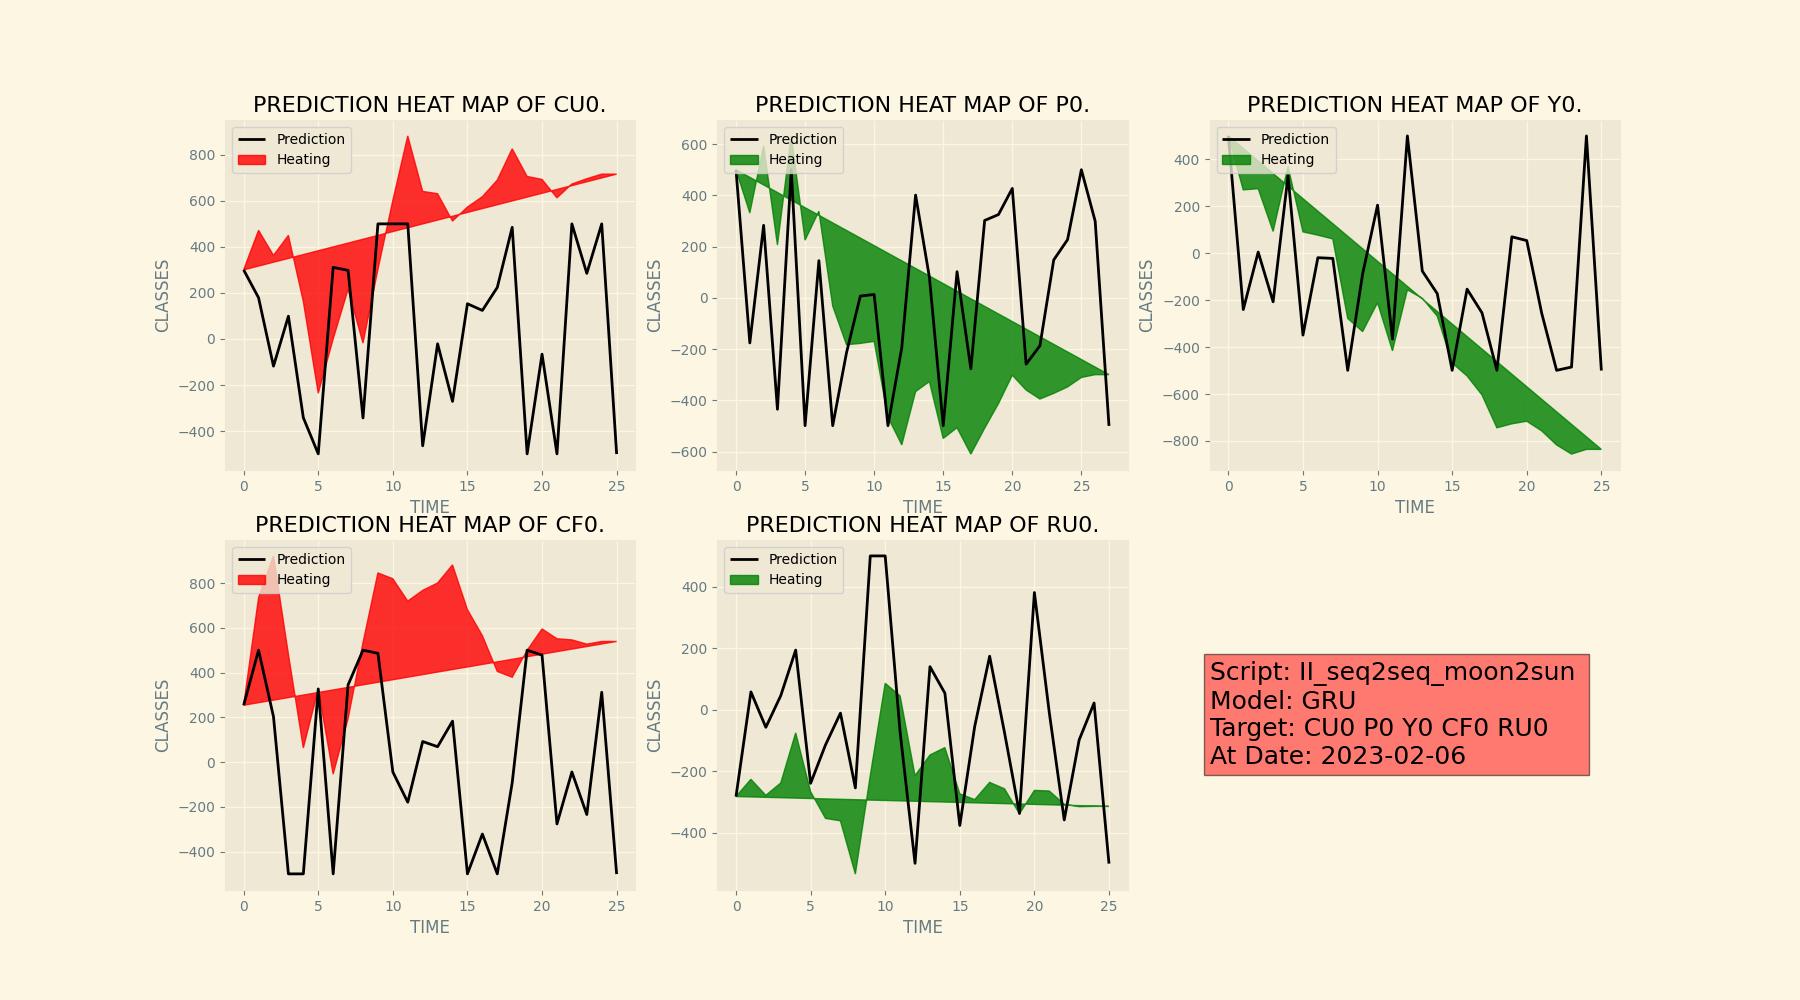 PREDICTION HEAT MAP OF CU0.
Prediction
Heating
CLASSES
800
600
400
200
0
−200
−400
0 5 10 15 20 25
TIME
PREDICTION HEAT MAP OF P0.
Prediction
Heating
CLASSES
600
400
200
0
−200
−400
−600
0 5 10 15 20 25
TIME
PREDICTION HEAT MAP OF Y0.
Prediction
Heating
CLASSES
400
200
0
−200
−400
−600
−800
0 5 10 15 20 25
TIME
PREDICTION HEAT MAP OF CF0.
Prediction
Heating
CLASSES
800
600
400
200
0
−200
−400
0 5 10 15 20 25
TIME
PREDICTION HEAT MAP OF RU0.
Prediction
Heating
CLASSES
400
200
0
−200
−400
0 5 10 15 20 25
TIME
Script: II_seq2seq_moon2sun
Model: GRU
Target: CU0 P0 Y0 CF0 RU0
At Date: 2023-02-06